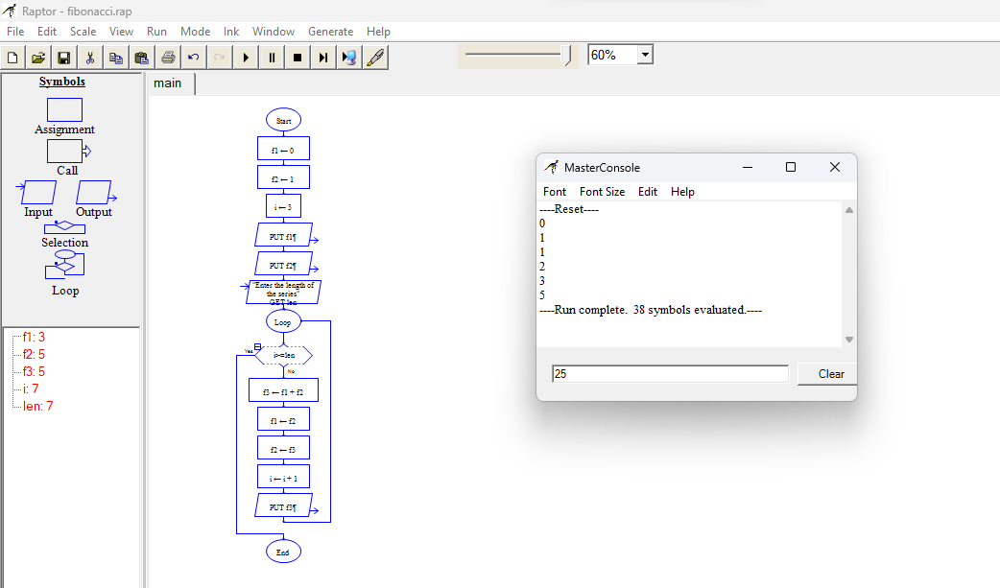 Raptor - fibonacci.rap
File Edit Scale View Run Mode Ink Window Generate Help
60%
Symbols
Assignment
Call
Input Output
Selection
Loop
f1: 3
f2: 5
f3: 5
i: 7
len: 7
main
Start
f1 ← 0
f2 ← 1
i ← 3
PUT f1¶
PUT f2¶
"Enter the length of
the series"
GET len
Loop
Yes
i>=len
No
f3 ← f1 + f2
f1 ← f2
f2 ← f3
i ← i + 1
PUT f3¶
End
MasterConsole
Font Font Size Edit Help
----Reset----
0
1
1
2
3
5
----Run complete.  38 symbols evaluated.----
25
Clear